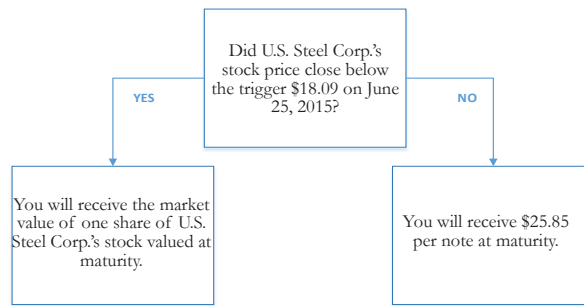 Did U.S. Steel Corp.'s
stock price close below
the trigger $18.09 on June
25, 2015?
YES
NO
You will receive the market
value of one share of U.S.
Steel Corp.'s stock valued at
maturity.
You will receive $25.85
per note at maturity.